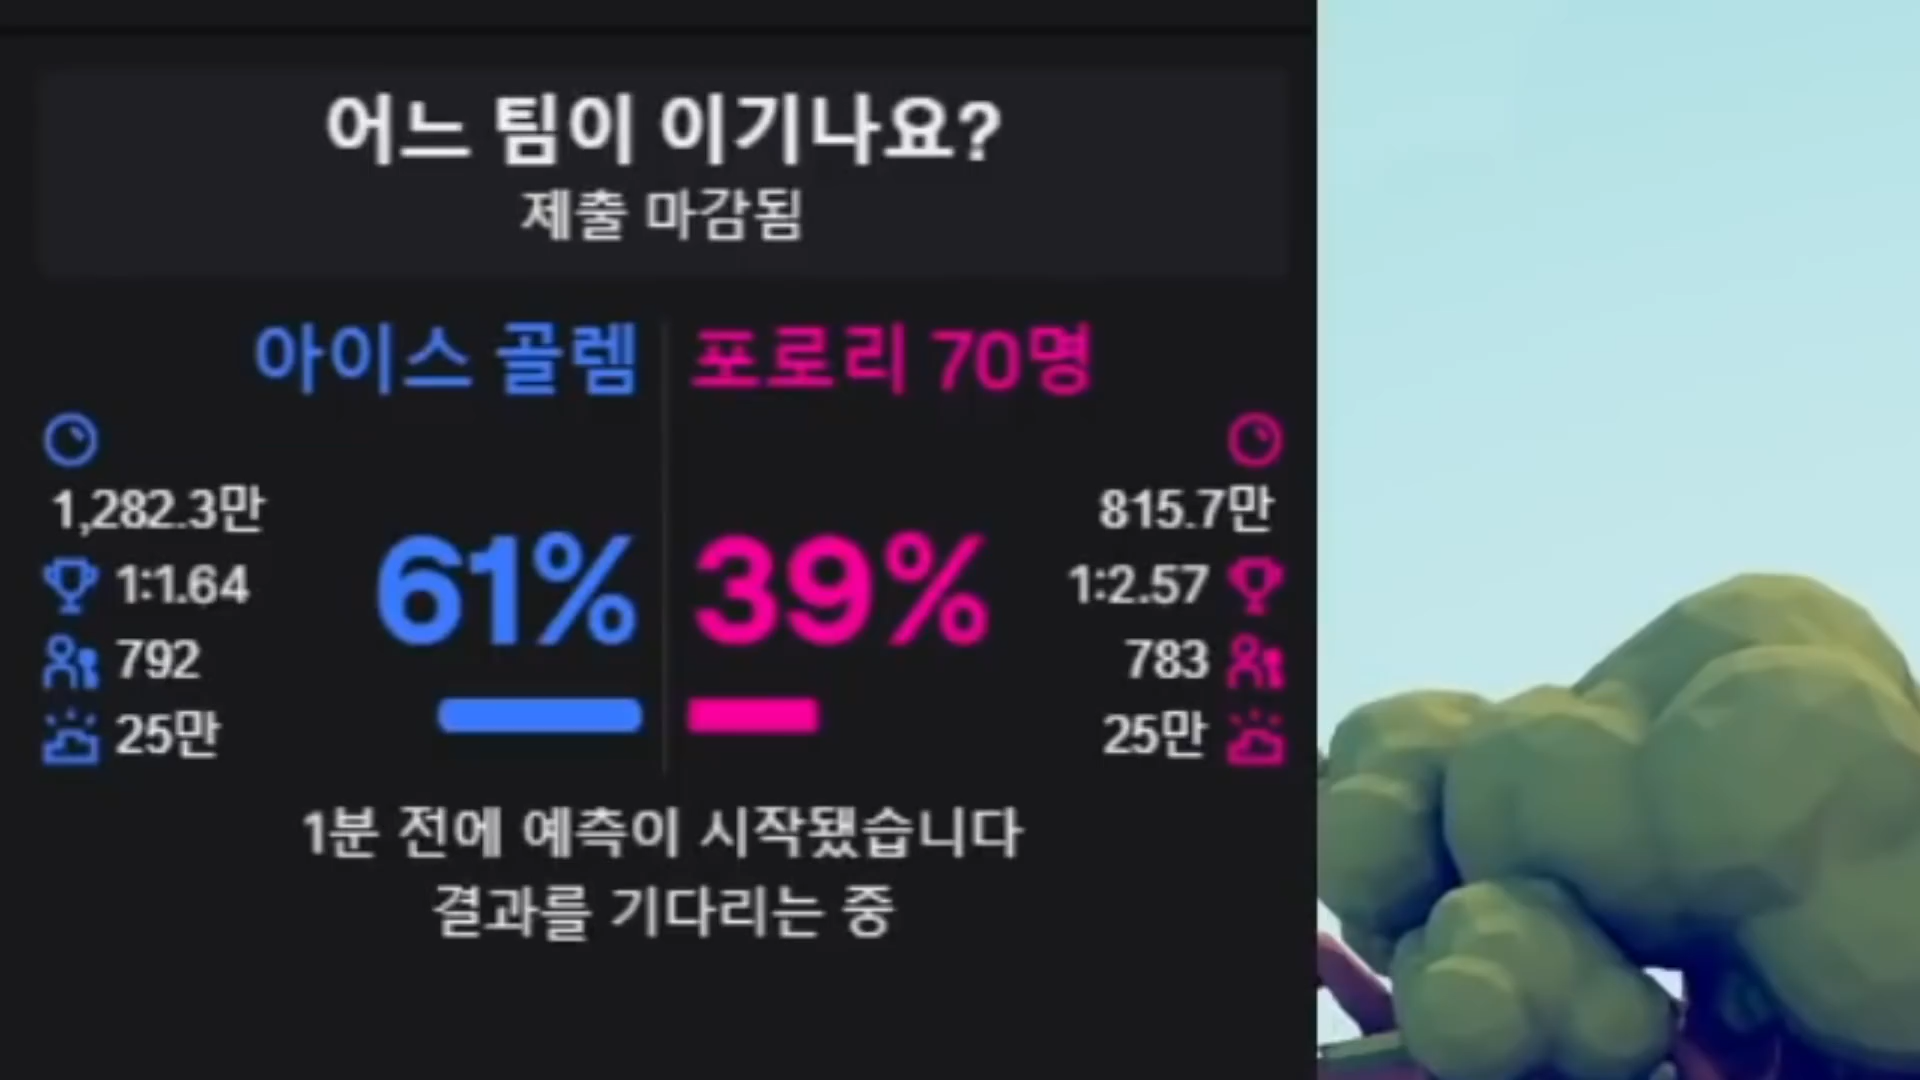 어느 팀이 이기나요?
제출 마감됨
아이스 골렘
1,282.3만
1:1.64
792
25만
61%
포로리 70명
39%
815.7만
1:2.57
783
25만
1분 전에 예측이 시작됐습니다
결과를 기다리는 중